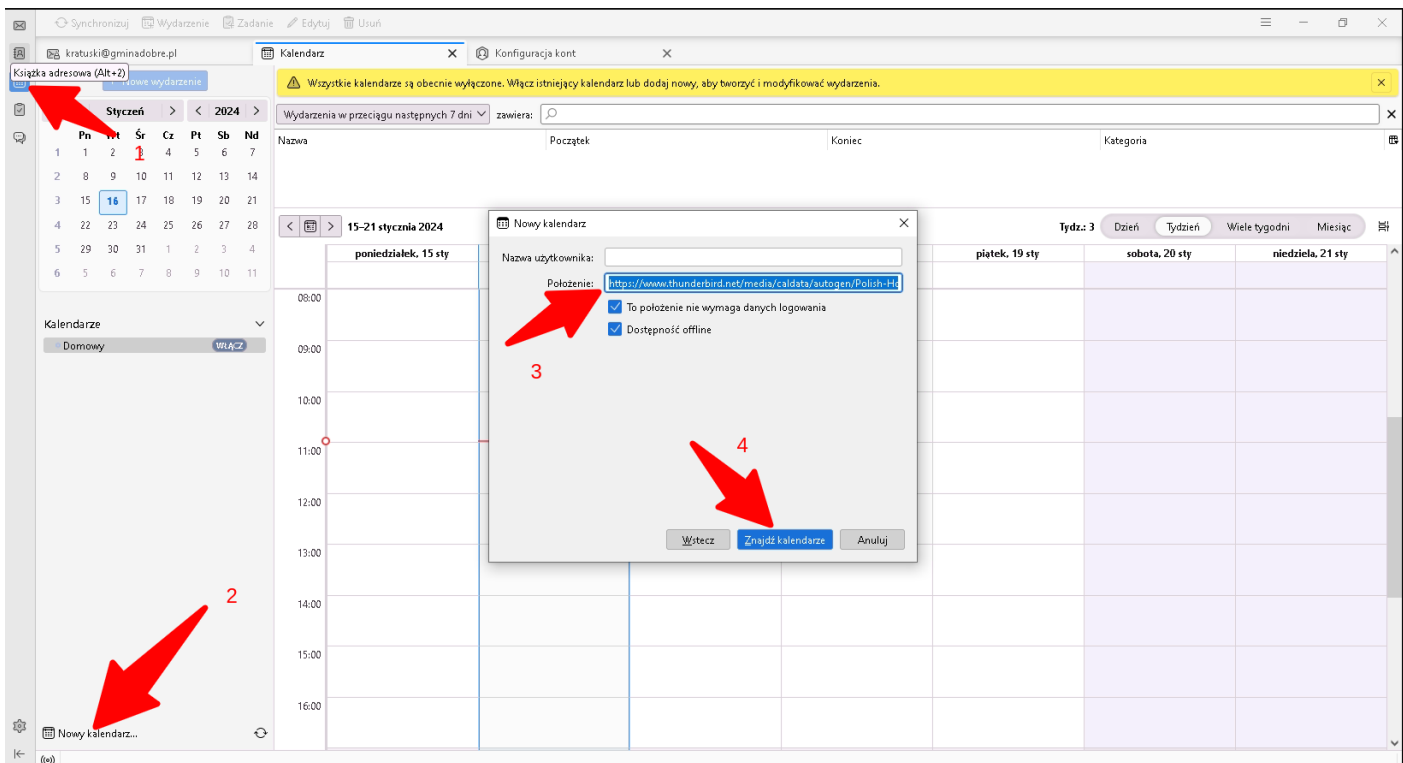 Synchronizuj Wydarzenie Zadanie Edytuj Usuń
kratuski@gminadobre.pl Kalendarz Konfiguracja kont
Książka adresowa (Alt+2)
Nowe wydarzenie
Wszystkie kalendarze są obecnie wyłączone. Włącz istniejący kalendarz lub dodaj nowy, aby tworzyć i modyfikować wydarzenia.
Styczeń 2024
Wydarzenia w przeciągu następnych 7 dni zawiera:
Pn Śr Cz Pt Sb Nd
Nazwa Początek Koniec Kategoria
1 1 2 3 4 5 6 7
1
2 8 9 10 11 12 13 14
3 15 16 17 18 19 20 21
4 22 23 24 25 26 27 28
5 29 30 31 1 2 3 4
6 5 6 7 8 9 10 11
15–21 stycznia 2024 Tydz.: 3 Dzień Tydzień Wiele tygodni Miesiąc
poniedziałek, 15 sty piątek, 19 sty sobota, 20 sty niedziela, 21 sty
Nowy kalendarz
Nazwa użytkownika:
Położenie: https://www.thunderbird.net/media/caldata/autogen/Polish-Ho
To położenie nie wymaga danych logowania
Dostępność offline
3
4
Wstecz Znajdź kalendarze Anuluj
Kalendarze
Domowy WŁĄCZ
08:00
09:00
10:00
11:00
12:00
13:00
14:00
15:00
16:00
2
Nowy kalendarz...